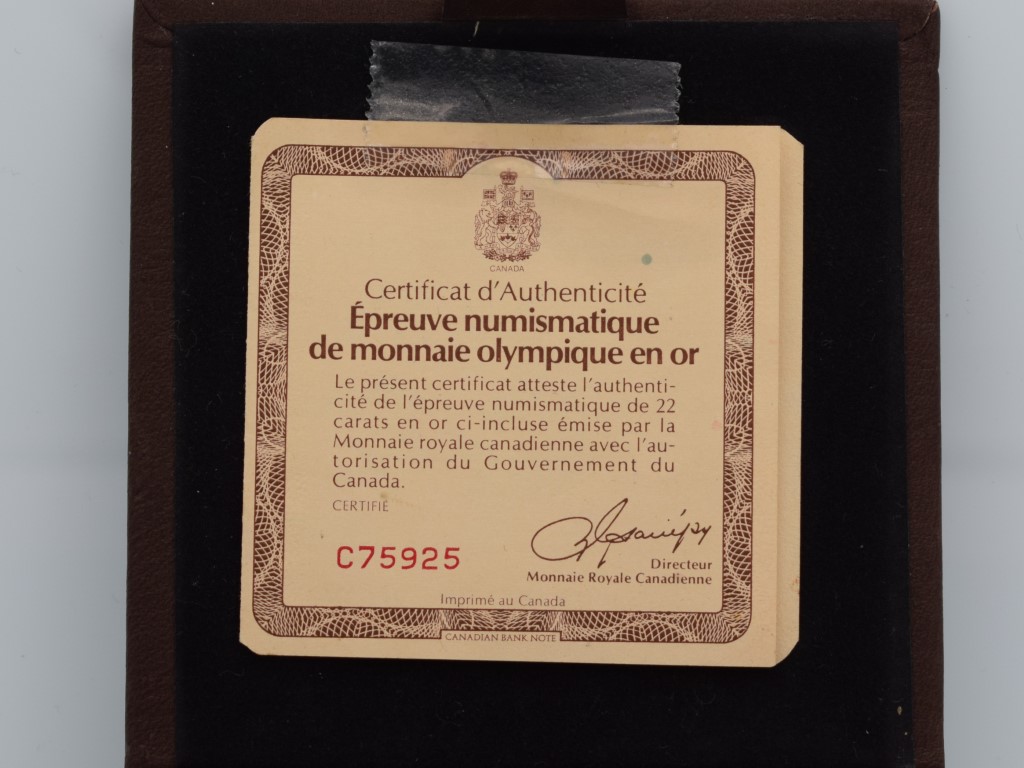 CANADA
Certificat d'Authenticité
Épreuve numismatique
de monnaie olympique en or
Le présent certificat atteste l'authenti-
cité de l'épreuve numismatique de 22
carats en or ci-incluse émise par la
Monnaie royale canadienne avec l'au-
torisation du Gouvernement du
Canada.
CERTIFIÉ
C75925
Directeur
Monnaie Royale Canadienne
Imprimé au Canada
CANADIAN BANK NOTE